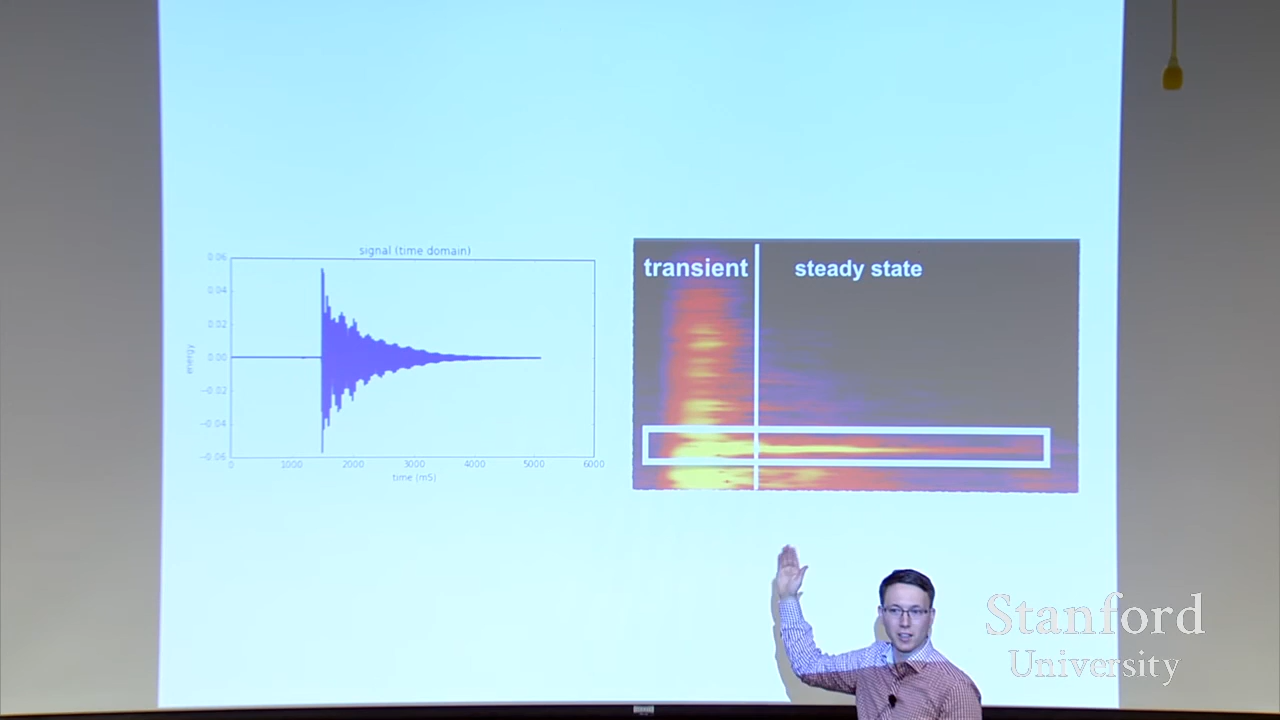 signal (time domain)
0.06
0.04
0.02
0.00
−0.02
−0.04
−0.06
energy
0
1000
2000
3000
4000
5000
6000
time (mS)
transient
steady state
Stanford
University